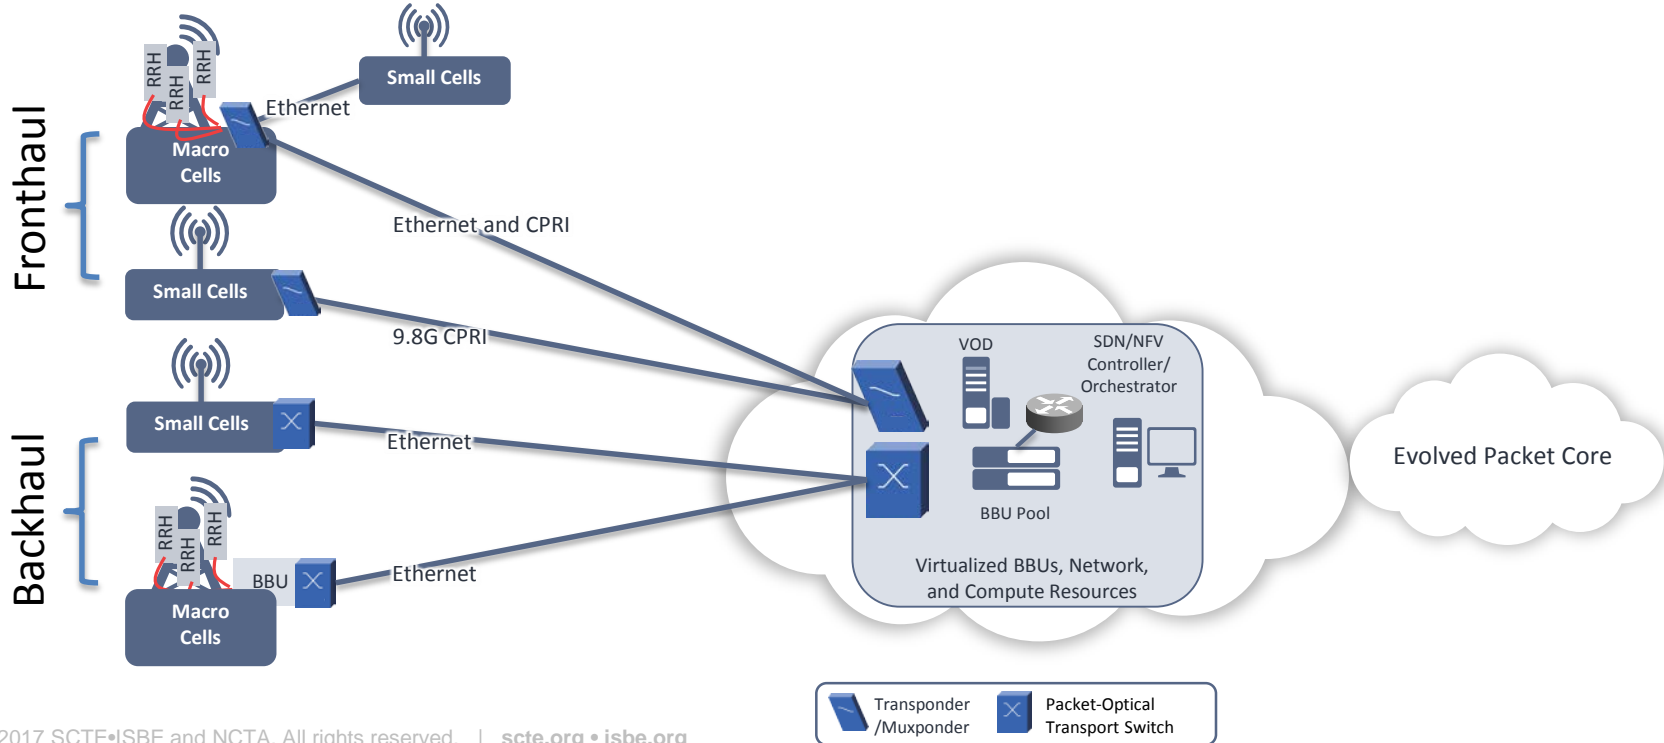 Fronthaul
Backhaul
RRH
RRH
RRH
Macro
Cells
Ethernet
Small Cells
Ethernet and CPRI
Small Cells
9.8G CPRI
Small Cells
Ethernet
RRH
RRH
RRH
BBU
Macro
Cells
Ethernet
VOD
SDN/NFV
Controller/
Orchestrator
BBU Pool
Virtualized BBUs, Network,
and Compute Resources
Evolved Packet Core
Transponder
/Muxponder
Packet-Optical
Transport Switch
2017 SCTE•ISBE and NCTA. All rights reserved. | scte.org • isbe.org